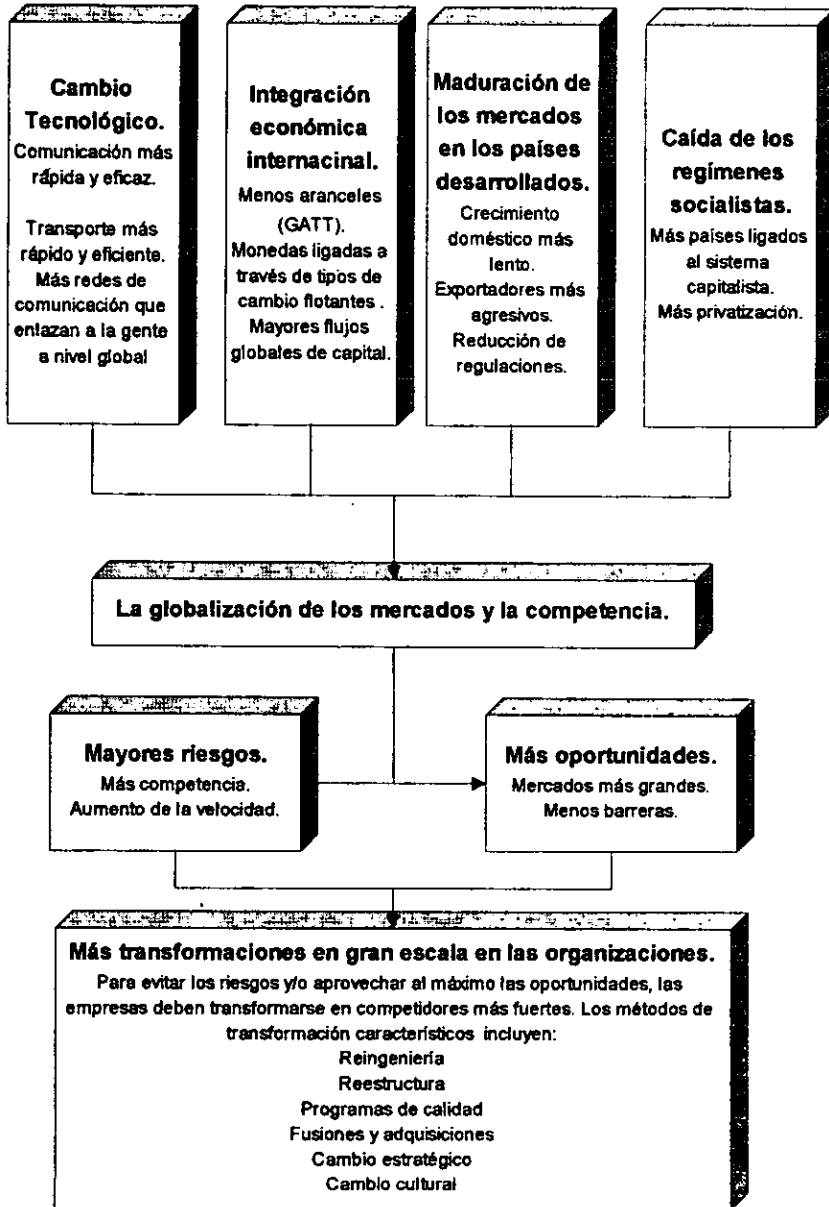 Cambio
Tecnológico.
Comunicación más
rápida y eficaz.
Transporte más
rápido y eficiente.
Más redes de
comunicación que
enlazan a la gente
a nivel global
Integración
económica
internacinal.
Menos aranceles
(GATT).
Monedas ligadas a
través de tipos de
cambio flotantes .
Mayores flujos
globales de capital.
Maduración de
los mercados
en los países
desarrollados.
Crecimiento
doméstico más
lento.
Exportadores más
agresivos.
Reducción de
regulaciones.
Caída de los
regímenes
socialistas.
Más países ligados
al sistema
capitalista.
Más privatización.
La globalización de los mercados y la competencia.
Mayores riesgos.
Más competencia.
Aumento de la velocidad.
Más oportunidades.
Mercados más grandes.
Menos barreras.
Más transformaciones en gran escala en las organizaciones.
Para evitar los riesgos y/o aprovechar al máximo las oportunidades, las
empresas deben transformarse en competidores más fuertes. Los métodos de
transformación característicos incluyen:
Reingeniería
Reestructura
Programas de calidad
Fusiones y adquisiciones
Cambio estratégico
Cambio cultural